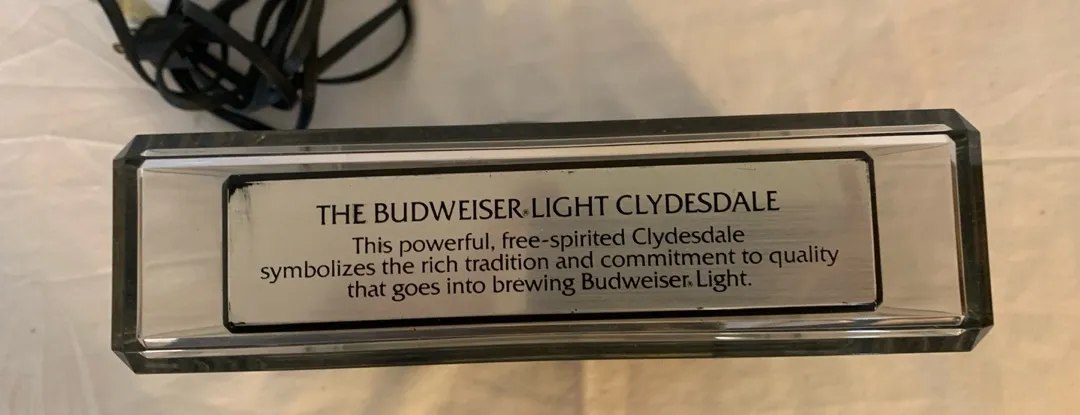 THE BUDWEISER® LIGHT CLYDESDALE
This powerful, free-spirited Clydesdale
symbolizes the rich tradition and commitment to quality
that goes into brewing Budweiser® Light.